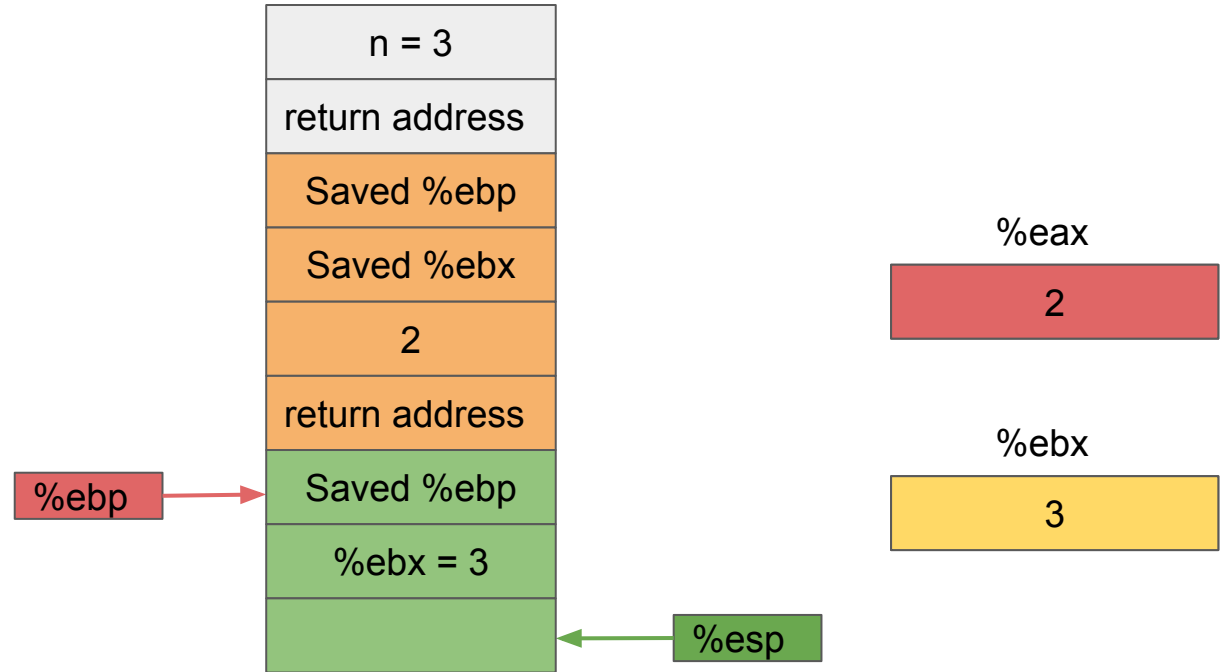 n = 3
return address
Saved %ebp
Saved %ebx
2
return address
Saved %ebp
%ebx = 3
%ebp
%esp
%eax
2
%ebx
3